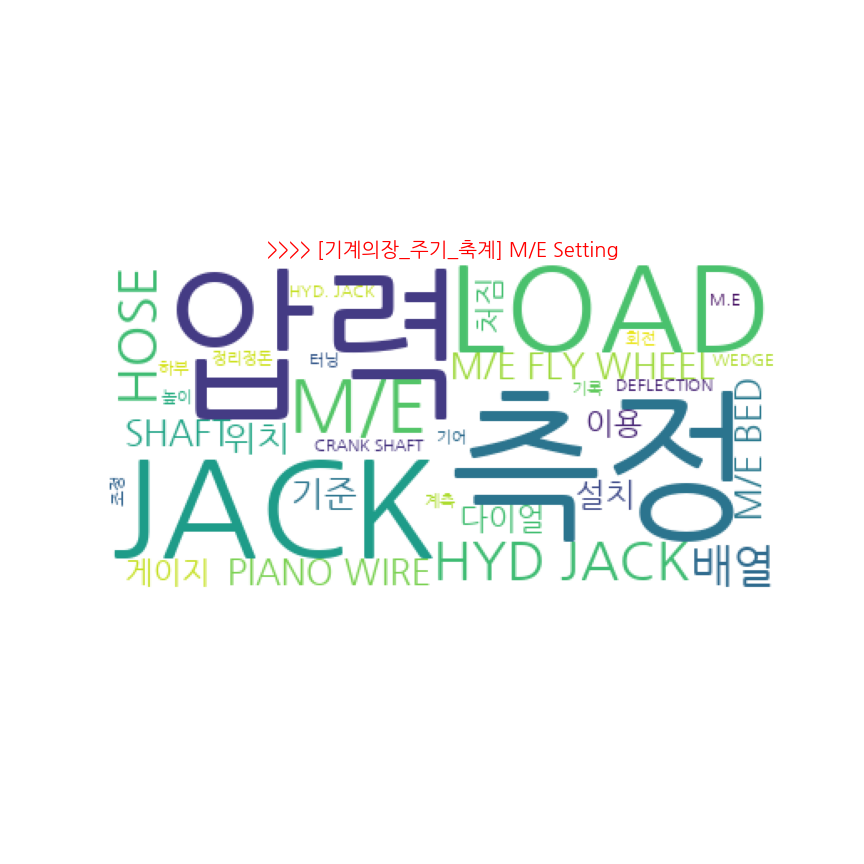 >>>> [기계의장_주기_축계] M/E Setting
HOSE
압력
HYD. JACK
처짐
LOAD
M.E
하부
정리정돈
터닝
회전
M/E FLY WHEEL
WEDGE
높이
M/E
기록
DEFLECTION
SHAFT
위치
CRANK SHAFT
기어
측정
이용
M/E BED
조정
JACK
기준
계측
다이얼
설치
게이지
PIANO WIRE
HYD JACK
배열